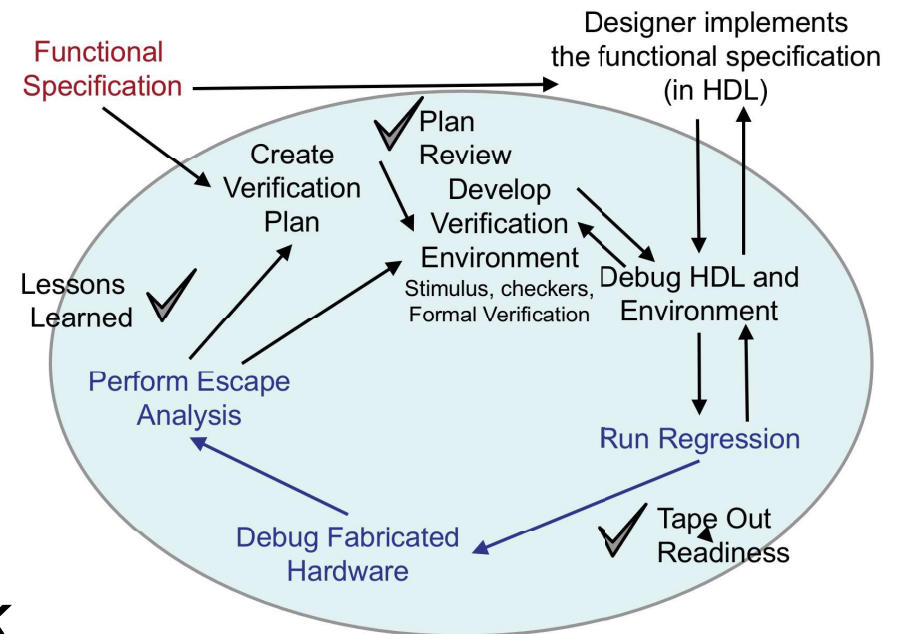 Designer implements
the functional specification
(in HDL)
Functional
Specification
Plan
Review
Create
Verification
Plan
Develop
Verification
Environment
Stimulus, checkers,
Formal Verification
Debug HDL and
Environment
Lessons
Learned
Perform Escape
Analysis
Run Regression
Tape Out
Readiness
Debug Fabricated
Hardware